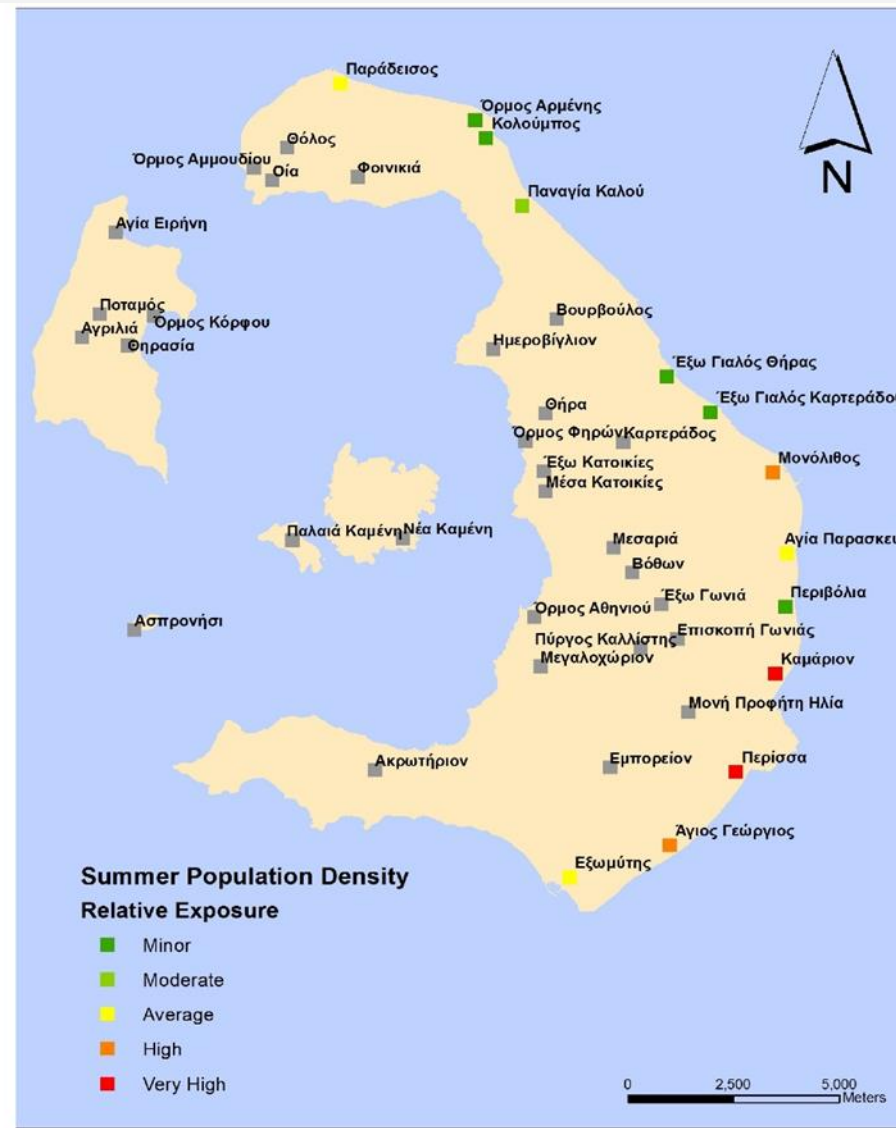 Παράδεισος
Όρμος Αρμένης
Κολούμπος
Θόλος
Όρμος Αμμουδίου
Οία
Φοινικιά
Παναγία Καλού
Αγία Ειρήνη
N
Ποταμός
Όρμος Κόρφου
Αγριλιά
Θηρασία
Βουρβούλος
Ημεροβίγλιον
Έξω Γιαλός Θήρας
Έξω Γιαλός Καρτεράδου
Θήρα
Όρμος Φηρών
Καρτεράδος
Μονόλιθος
Έξω Κατοικίες
Μέσα Κατοικίες
Παλαιά Καμένη
Νέα Καμένη
Μεσαριά
Αγία Παρασκευ
Βόθων
Έξω Γωνιά
Περιβόλια
Όρμος Αθηνιού
Ασπρονήσι
Επισκοπή Γωνιάς
Πύργος Καλλίστης
Μεγαλοχώριον
Καμάριον
Μονή Προφήτη Ηλία
Ακρωτήριον
Εμπορείον
Περίσσα
Άγιος Γεώργιος
Εξωμύτης
Summer Population Density
Relative Exposure
Minor
Moderate
Average
High
Very High
0 2,500 5,000
Meters